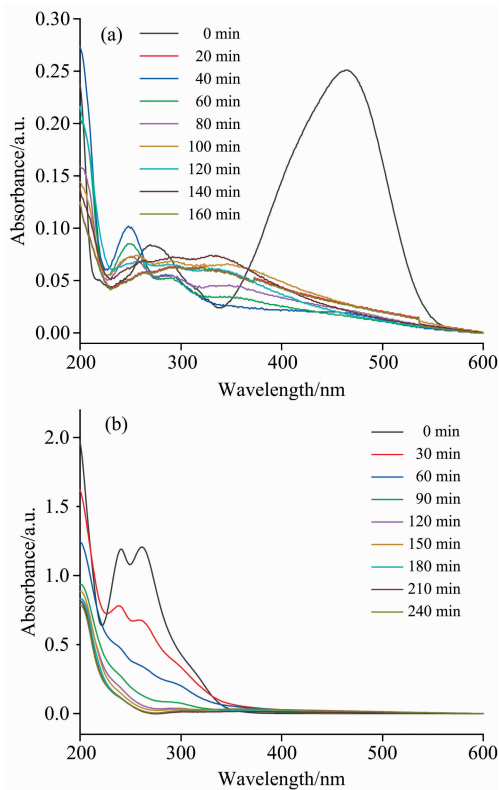 (a)
0 min
20 min
40 min
60 min
80 min
100 min
120 min
140 min
160 min
0.30
0.25
0.20
0.15
0.10
0.05
0.00
Absorbance/a.u.
200 300 400 500 600
Wavelength/nm
(b)
0 min
30 min
60 min
90 min
120 min
150 min
180 min
210 min
240 min
2.0
1.5
1.0
0.5
0.0
Absorbance/a.u.
200 300 400 500 600
Wavelength/nm